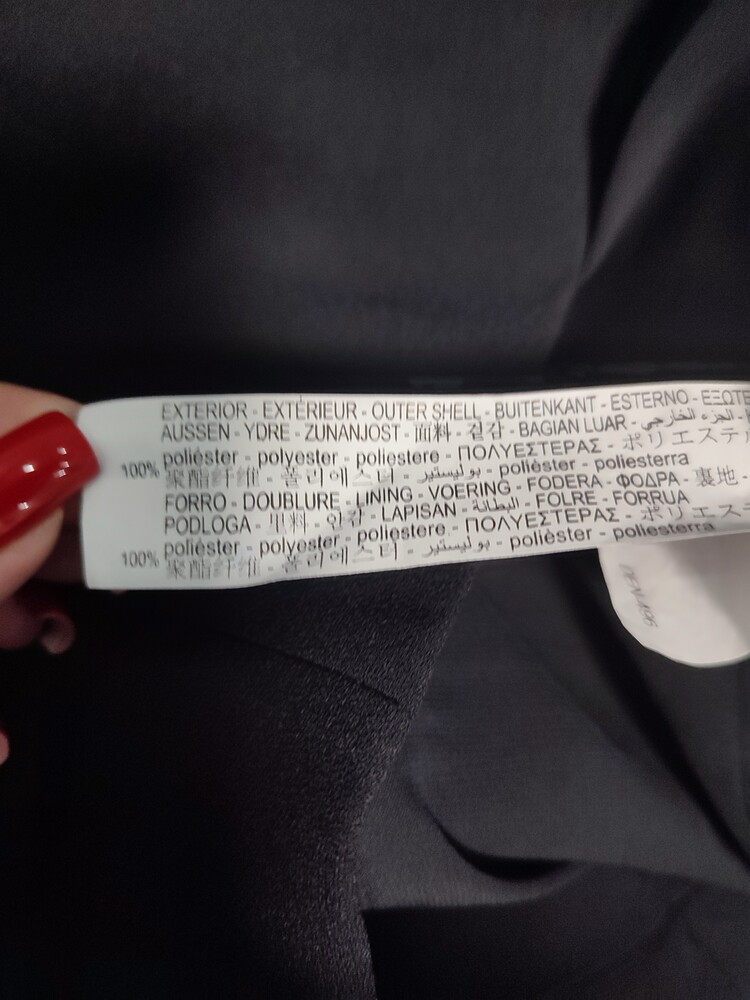 EXTERIOR - EXTÉRIEUR - OUTER SHELL - BUITENKANT - ESTERNO - ΕΞΩΤΕ
AUSSEN - YDRE - ZUNANJOST - 面料 - 겉감 - BAGIAN LUAR - الجزء الخارجي -
poliéster - polyester - poliestere - ΠΟΛΥΕΣΤΕΡΑΣ - ポリエステル
100% 聚酯纤维 - 폴리에스터 - بوليستير - polièster - poliesterra
FORRO - DOUBLURE - LINING - VOERING - FODERA - ΦΟΔΡΑ - 裏地 -
PODLOGA - 里料 - 안감 - LAPISAN - البطانة - FOLRE - FORRUA
poliéster - polyester - poliestere - ΠΟΛΥΕΣΤΕΡΑΣ - ポリエス
100% 聚酯纤维 - 폴리에스터 - بوليستير - polièster - poliesterra